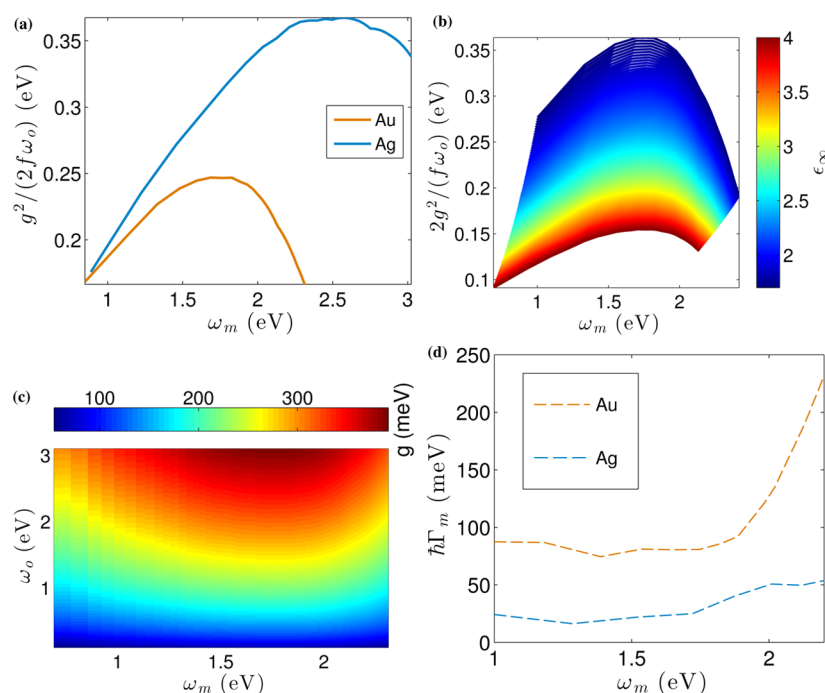 (a)
g²/(2fω_o) (eV)
0.35
0.3
0.25
0.2
Au
Ag
1
1.5
2
2.5
3
ω_m (eV)
(b)
2g²/(fω_o) (eV)
0.35
0.3
0.25
0.2
0.15
0.1
1
1.5
2
ω_m (eV)
4
3.5
3
2.5
2
ϵ_∞
(c)
100
200
300
g (meV)
ω_o (eV)
3
2
1
1
2
ω_m (eV)
(d)
ħΓ_m (meV)
250
200
150
100
50
0
Au
Ag
1
1.5
2
ω_m (eV)